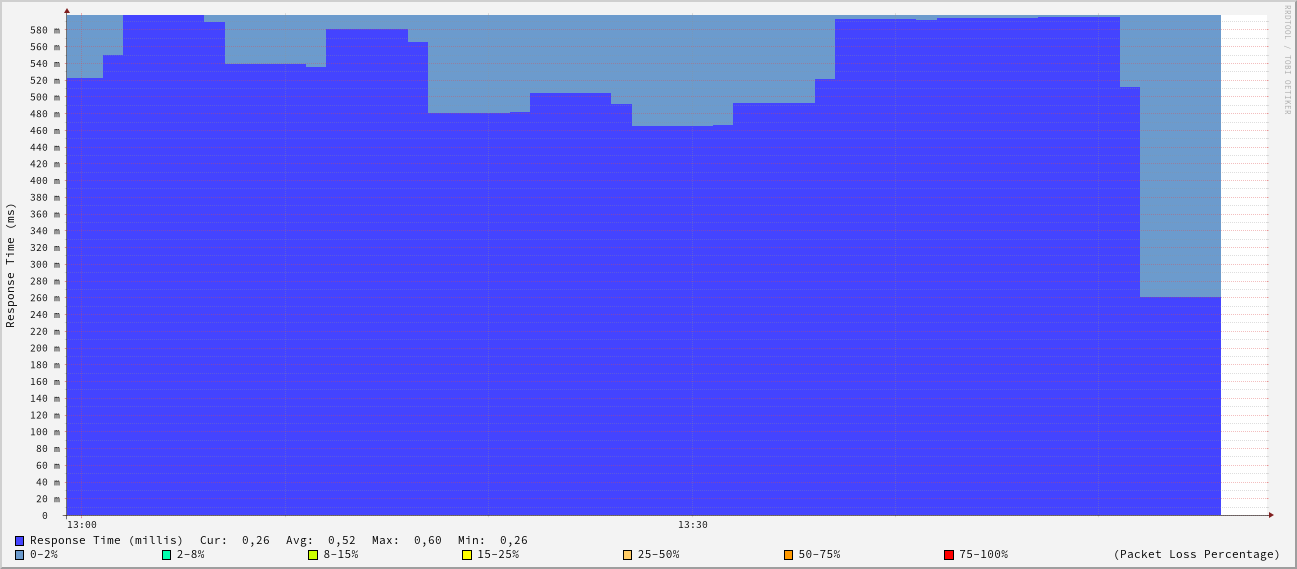 RRDTOOL / TOBI OETIKER
Response Time (ms)
580 m
560 m
540 m
520 m
500 m
480 m
460 m
440 m
420 m
400 m
380 m
360 m
340 m
320 m
300 m
280 m
260 m
240 m
220 m
200 m
180 m
160 m
140 m
120 m
100 m
80 m
60 m
40 m
20 m
0
13:00 13:30
Response Time (millis) Cur: 0,26 Avg: 0,52 Max: 0,60 Min: 0,26
0-2% 2-8% 8-15% 15-25% 25-50% 50-75% 75-100% (Packet Loss Percentage)